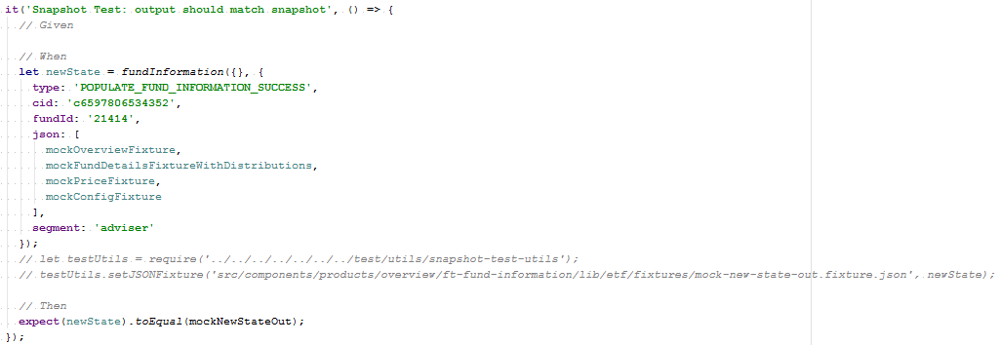 it('Snapshot Test: output should match snapshot', () => {
// Given
// When
let newState = fundInformation({}, {
type: 'POPULATE_FUND_INFORMATION_SUCCESS',
cid: 'c6597806534352',
fundId: '21414',
json: [
mockOverviewFixture,
mockFundDetailsFixtureWithDistributions,
mockPriceFixture,
mockConfigFixture
],
segment: 'adviser'
});
// let testUtils = require('../../../../../../../test/utils/snapshot-test-utils');
// testUtils.setJSONFixture('src/components/products/overview/ft-fund-information/lib/etf/fixtures/mock-new-state-out.fixture.json', newState);
// Then
expect(newState).toEqual(mockNewStateOut);
});